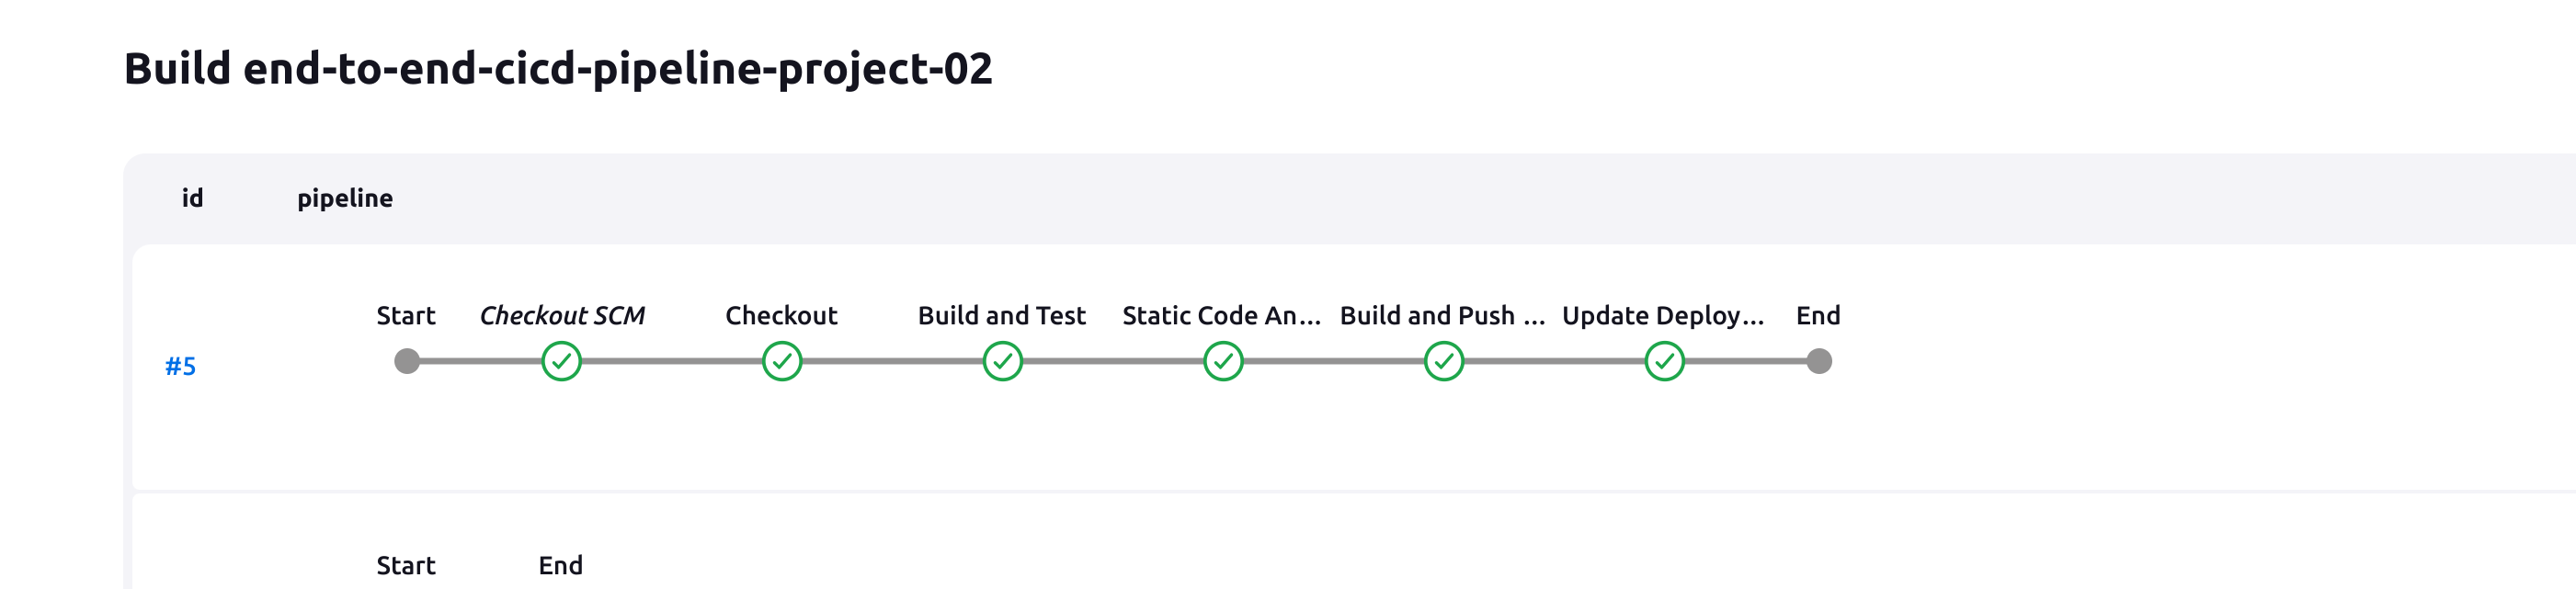 Build end-to-end-cicd-pipeline-project-02
id pipeline
Start Checkout SCM Checkout Build and Test Static Code An... Build and Push ... Update Deploy... End
#5
Start End